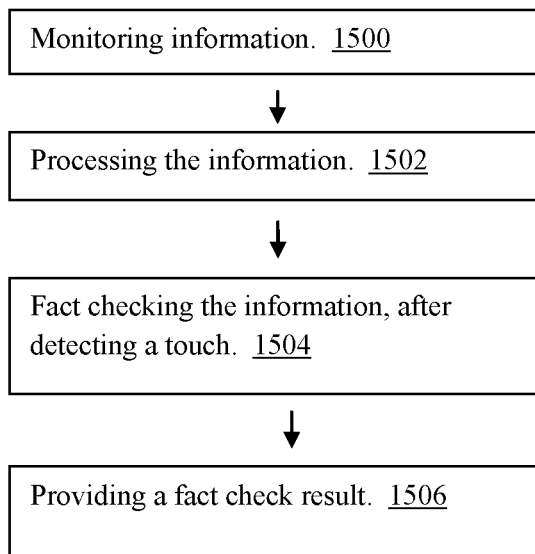 Monitoring information. 1500
Processing the information. 1502
Fact checking the information, after
detecting a touch. 1504
Providing a fact check result. 1506